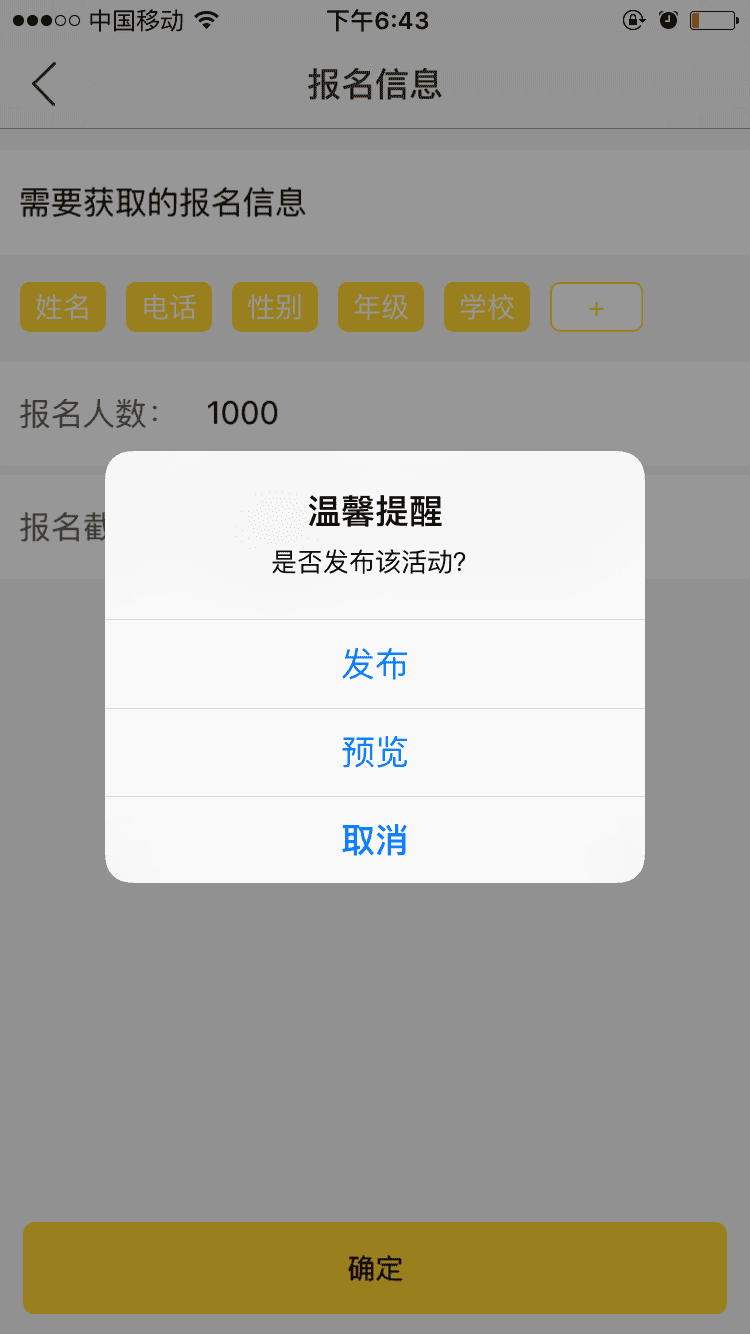 中国移动 下午6:43
报名信息
需要获取的报名信息
姓名 电话 性别 年级 学校 +
报名人数: 1000
报名
温馨提醒
是否发布该活动?
发布
预览
取消
确定